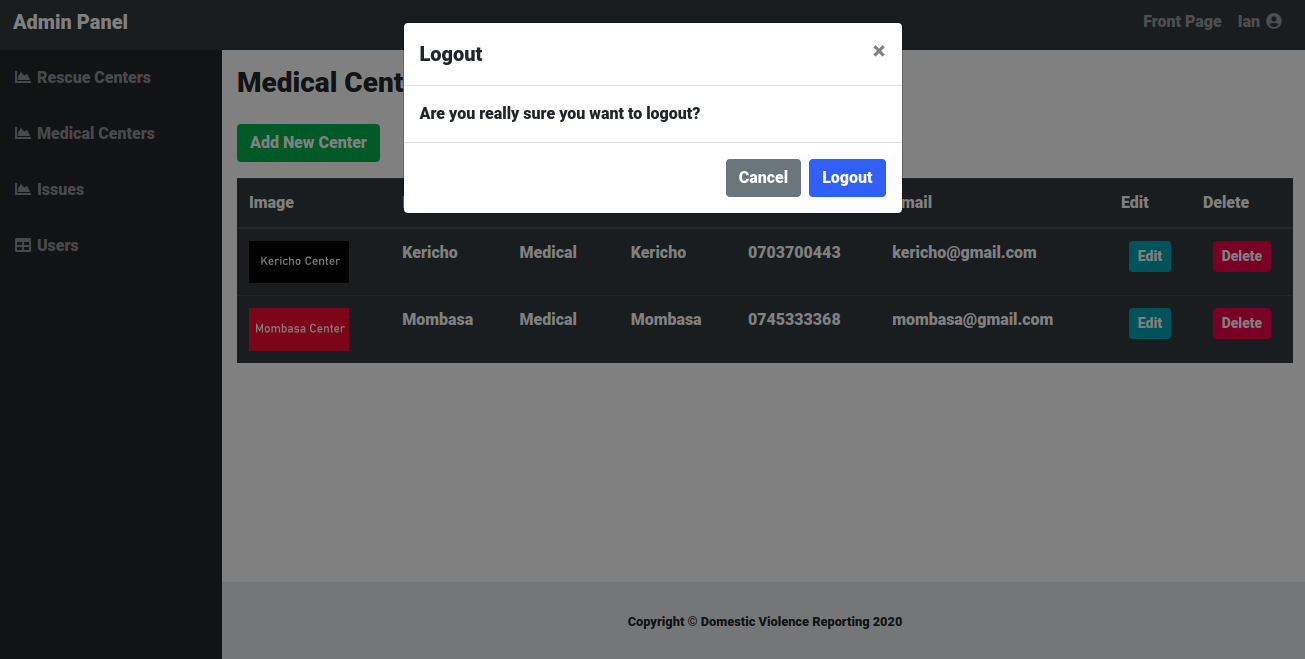 Admin Panel
Front Page Ian
Logout ×
Are you really sure you want to logout?
Cancel Logout
Rescue Centers
Medical Centers
Issues
Users
Medical Cent
Add New Center
Image mail Edit Delete
Kericho Center Kericho Medical Kericho 0703700443 kericho@gmail.com Edit Delete
Mombasa Center Mombasa Medical Mombasa 0745333368 mombasa@gmail.com Edit Delete
Copyright © Domestic Violence Reporting 2020